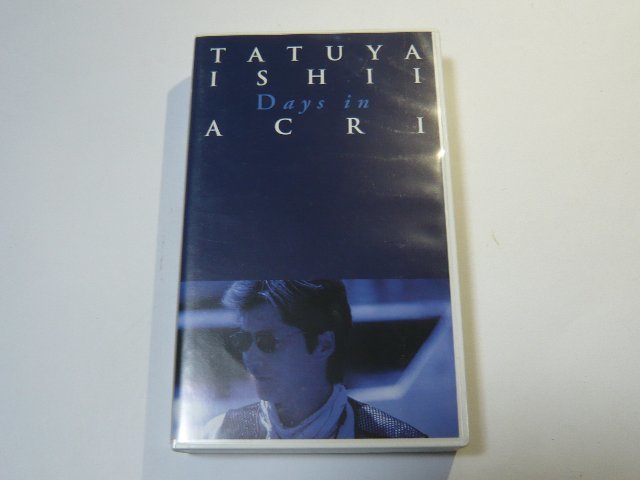 TATUYA
ISHII
Days in
ACRI